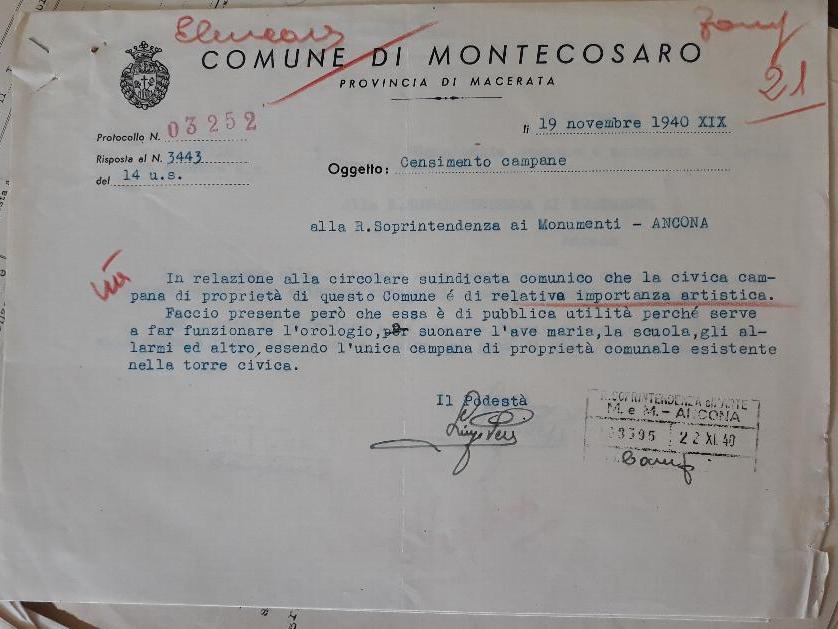 COMUNE DI MONTECOSARO
PROVINCIA DI MACERATA
21
Protocollo N. 03252
li 19 novembre 1940 XIX
Risposta al N. 3443
del 14 u.s.
Oggetto: Censimento campane
alla R.Soprintendenza ai Monumenti - ANCONA
In relazione alla circolare suindicata comunico che la civica cam-
pana di proprietà di questo Comune é di relativa importanza artistica.
Faccio presente però che essa è di pubblica utilità perché serve
a far funzionare l'orologio,per suonare l'ave maria,la scuola,gli al-
larmi ed altro,essendo l'unica campana di proprietà comunale esistente
nella torre civica.
Il Podestà
M. e M. - ANCONA
22 XI. 40